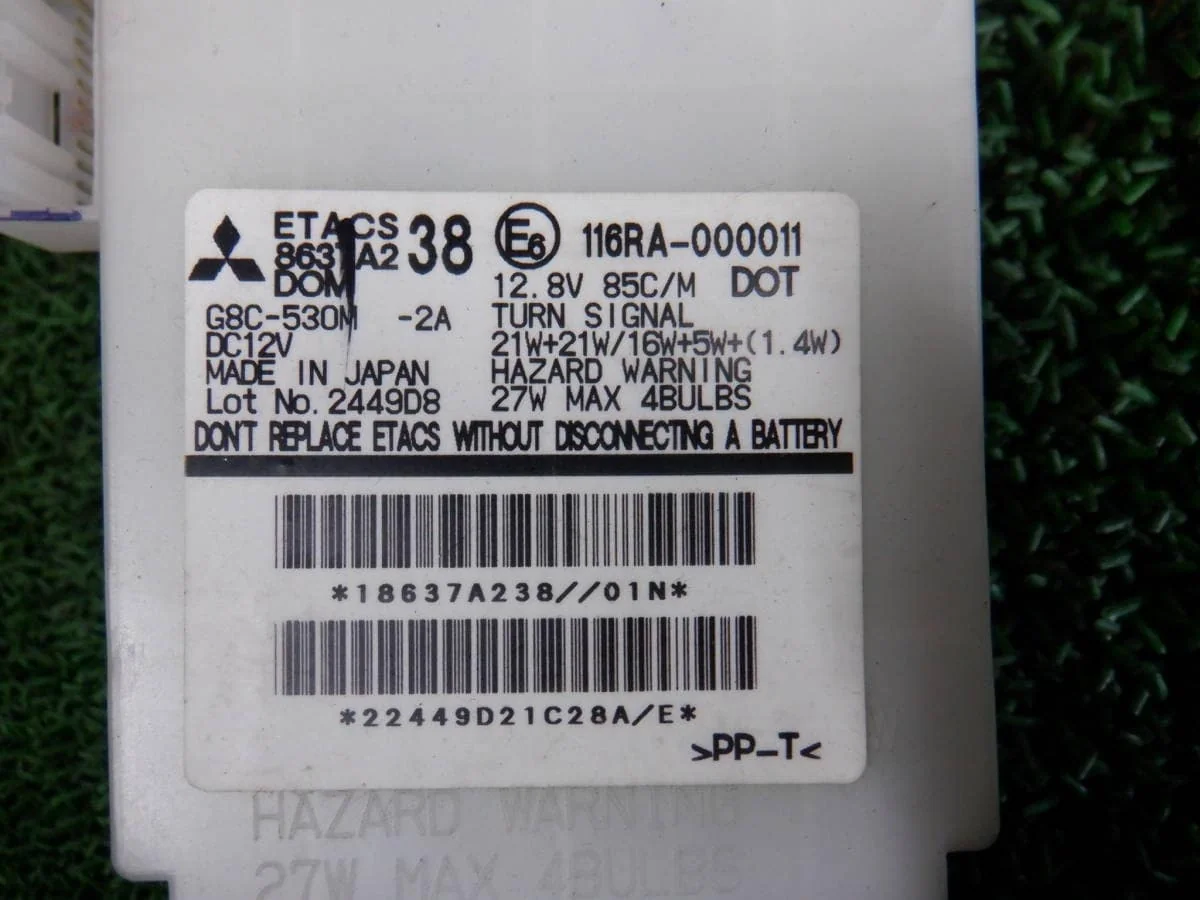 ETACS
8637A2 38
DOM
G8C-530M -2A
DC12V
MADE IN JAPAN
Lot No. 2449D8
E6 116RA-000011
12.8V 85C/M DOT
TURN SIGNAL
21W+21W/16W+5W+(1.4W)
HAZARD WARNING
27W MAX 4BULBS
DON'T REPLACE ETACS WITHOUT DISCONNECTING A BATTERY
*18637A238//01N*
*22449D21C28A/E*
>PP-T<
HAZARD WARNING
27W MAX 4BULBS